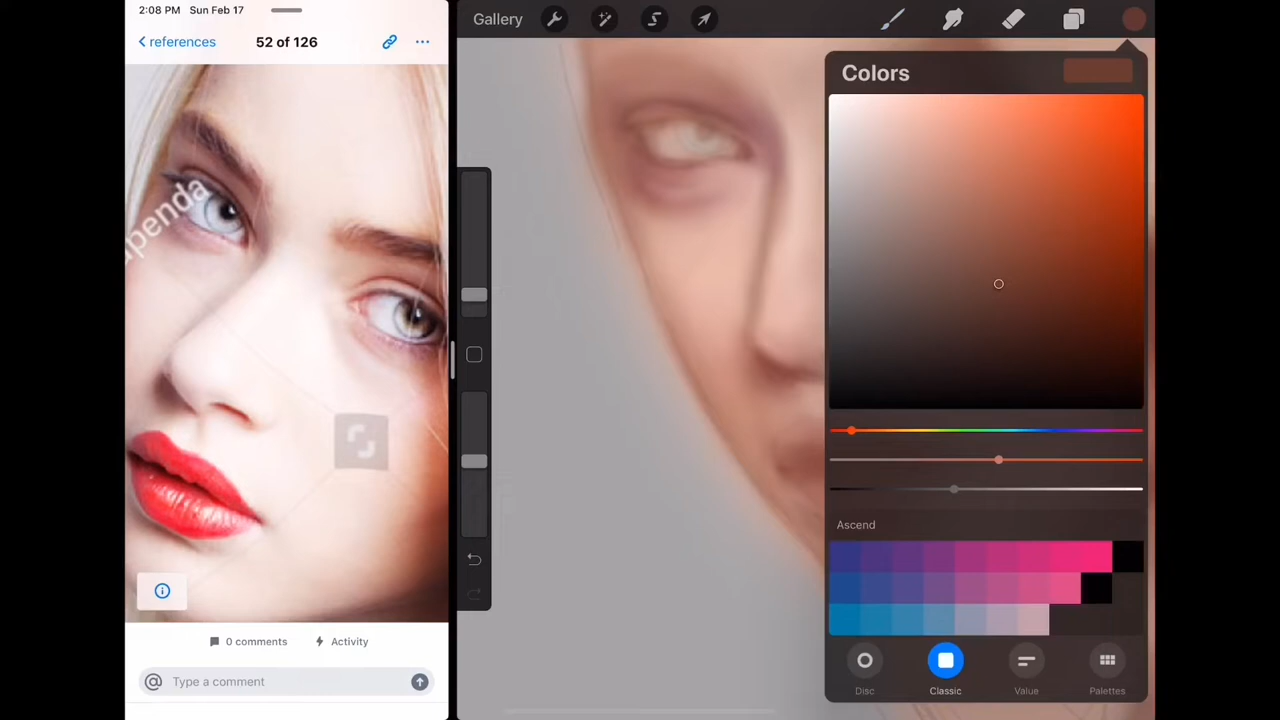 2:08 PM Sun Feb 17
references
52 of 126
0 comments
Activity
Type a comment
Gallery
Colors
Ascend
Disc
Classic
Value
Palettes